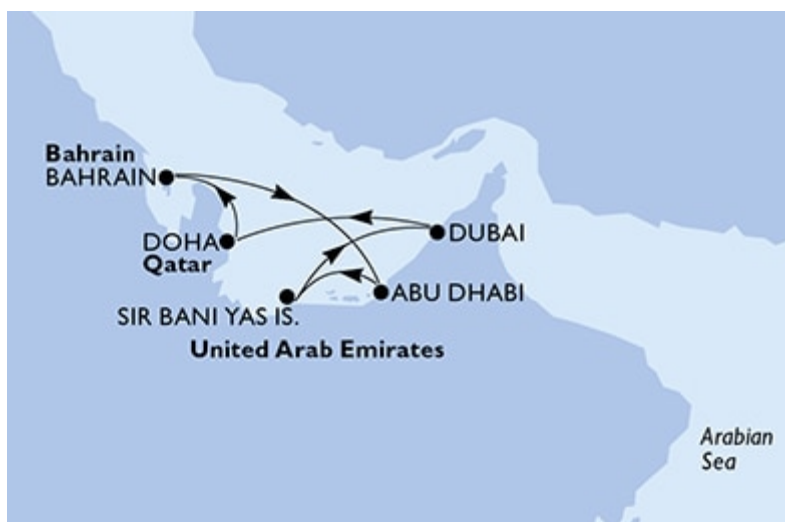 Bahrain
BAHRAIN
DOHA
Qatar
DUBAI
ABU DHABI
SIR BANI YAS IS.
United Arab Emirates
Arabian
Sea